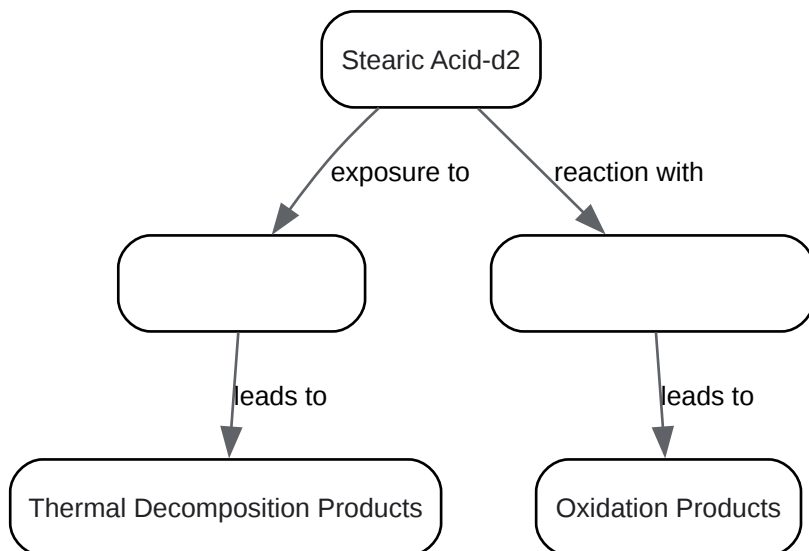 Stearic Acid-d2
exposure to
reaction with
leads to
leads to
Thermal Decomposition Products
Oxidation Products